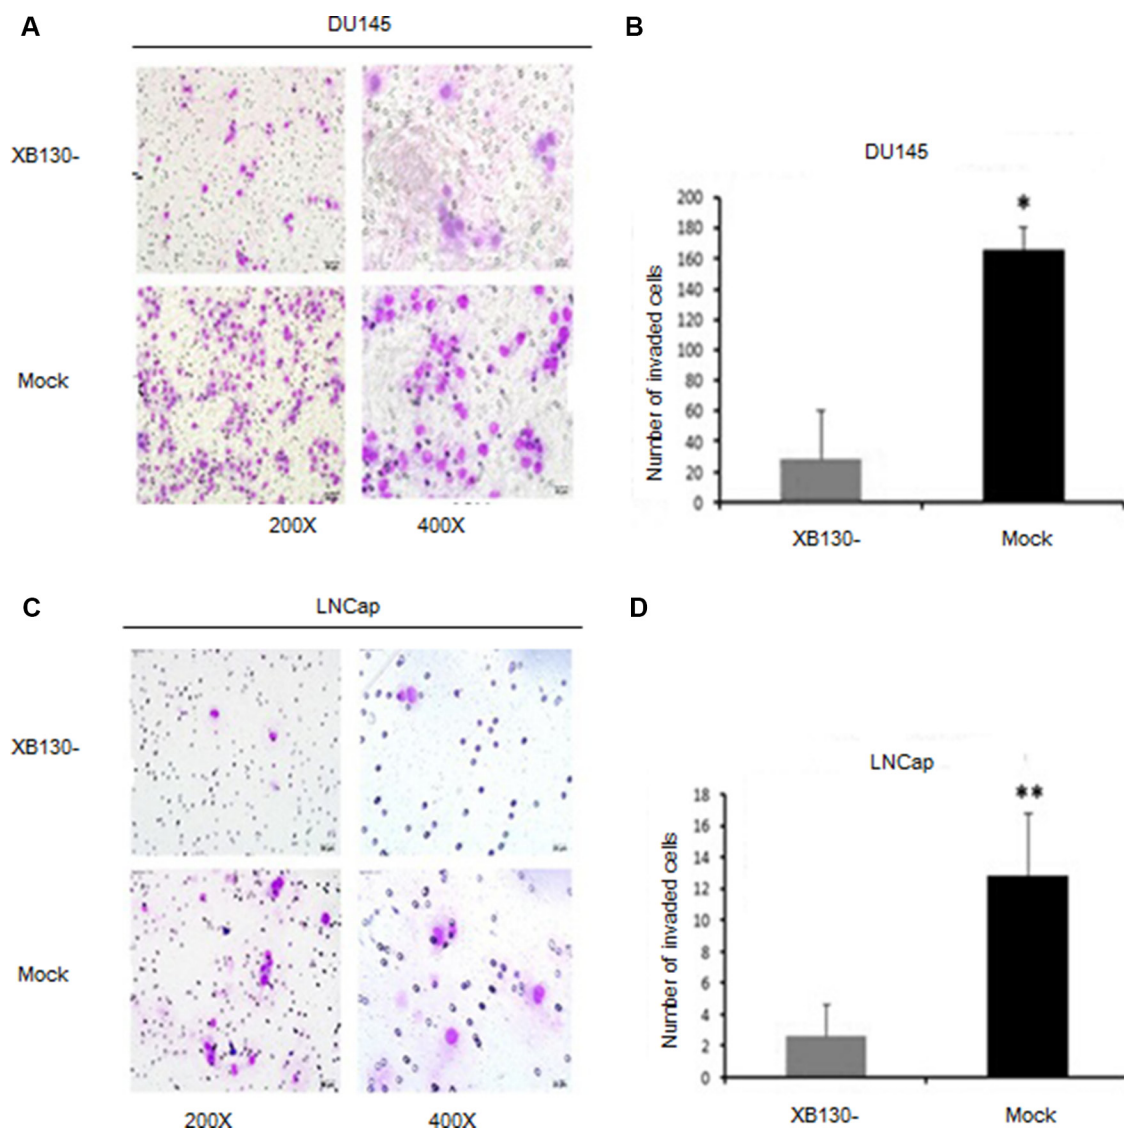 A
DU145
XB130-
Mock
200X 400X
B
DU145
Number of invaded cells
200
180
160
140
120
100
80
60
40
20
0
*
XB130- Mock
C
LNCap
XB130-
Mock
200X 400X
D
LNCap
Number of invaded cells
18
16
14
12
10
8
6
4
2
0
**
XB130- Mock